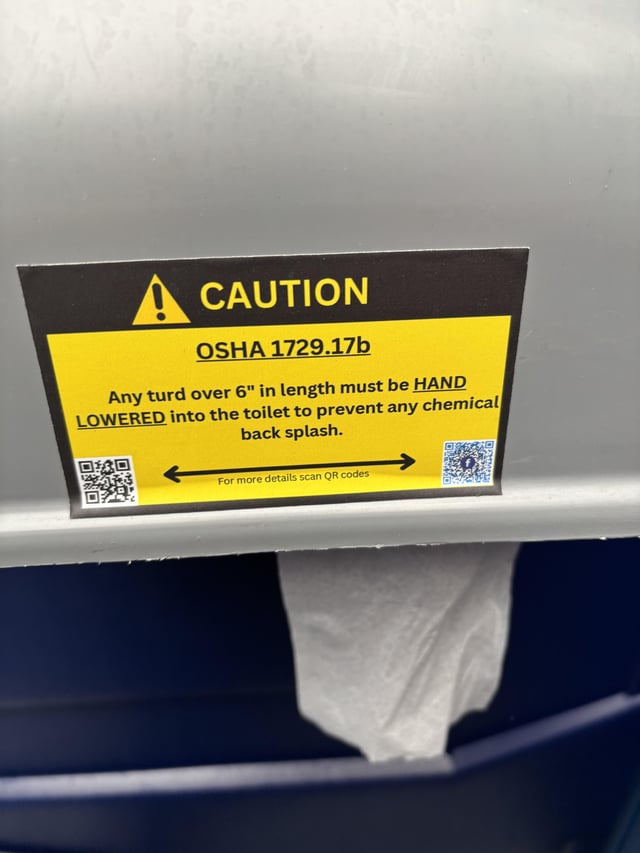 CAUTION
OSHA 1729.17b
Any turd over 6" in length must be HAND
LOWERED into the toilet to prevent any chemical
back splash.
For more details scan QR codes